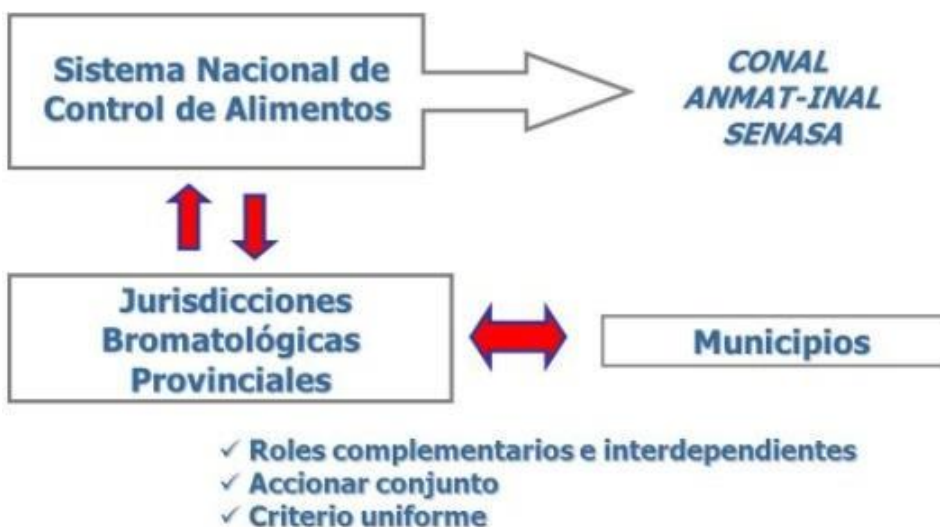 Sistema Nacional de
Control de Alimentos
CONAL
ANMAT-INAL
SENASA
Jurisdicciones
Bromatológicas
Provinciales
Municipios
✓ Roles complementarios e interdependientes
✓ Accionar conjunto
✓ Criterio uniforme